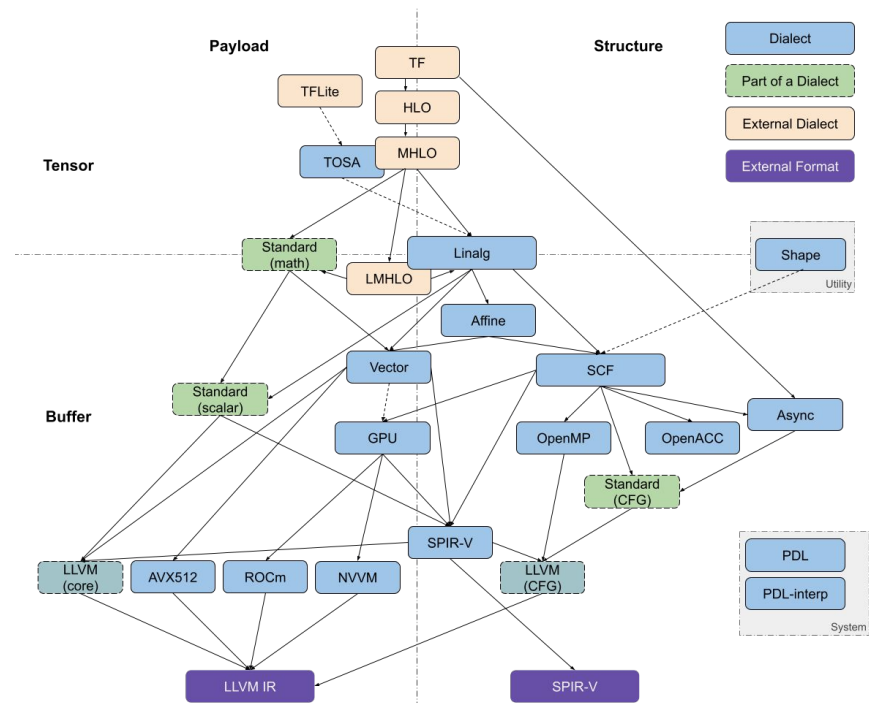 Payload
Structure
Dialect
TF
TFLite
Part of a Dialect
HLO
External Dialect
MHLO
TOSA
Tensor
External Format
Standard
(math)
Linalg
Shape
LMHLO
Utility
Affine
Vector
SCF
Standard
(scalar)
Buffer
Async
GPU
OpenMP
OpenACC
Standard
(CFG)
SPIR-V
PDL
LLVM
(core)
AVX512
ROCm
NVVM
LLVM
(CFG)
PDL-interp
System
LLVM IR
SPIR-V